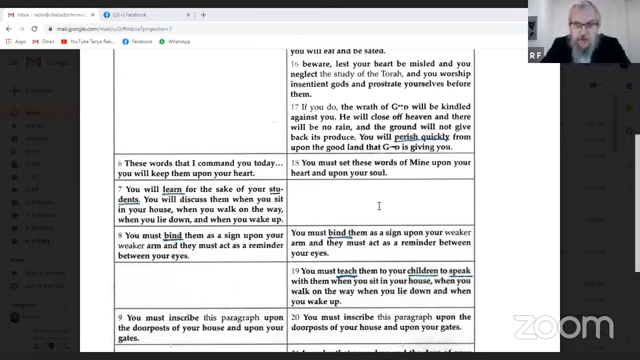 (20+) Facebook
mail.google.com/mail/u/0/#inbox?projector=1
Apps
Gmail
YouTube
WhatsApp
Facebook
RF
you will eat and be sated.
16 beware, lest your heart be misled and you
neglect the study of the Torah, and you worship
insentient gods and prostrate yourselves before
them.
17 If you do, the wrath of G-d will be kindled
against you. He will close off heaven and there
will be no rain, and the ground will not give
back its produce. You will perish quickly from
upon the good land that G-d is giving you.
6 These words that I command you today...
you will keep them upon your heart.
18 You must set these words of Mine upon your
heart and upon your soul.
7 You will learn for the sake of your stu-
dents. You will discuss them when you sit
in your house, when you walk on the way,
when you lie down, and when you wake up.
8 You must bind them as a sign upon your
weaker arm and they must act as a reminder
between your eyes.
You must bind them as a sign upon your weaker
arm and they must act as a reminder between
your eyes.
19 You must teach them to your children to speak
with them when you sit in your house, when you
walk on the way when you lie down and when
you wake up.
9 You must inscribe this paragraph upon
the doorposts of your house and upon your
gates.
20 You must inscribe this paragraph upon the
doorposts of your house and upon your gates.
zoom